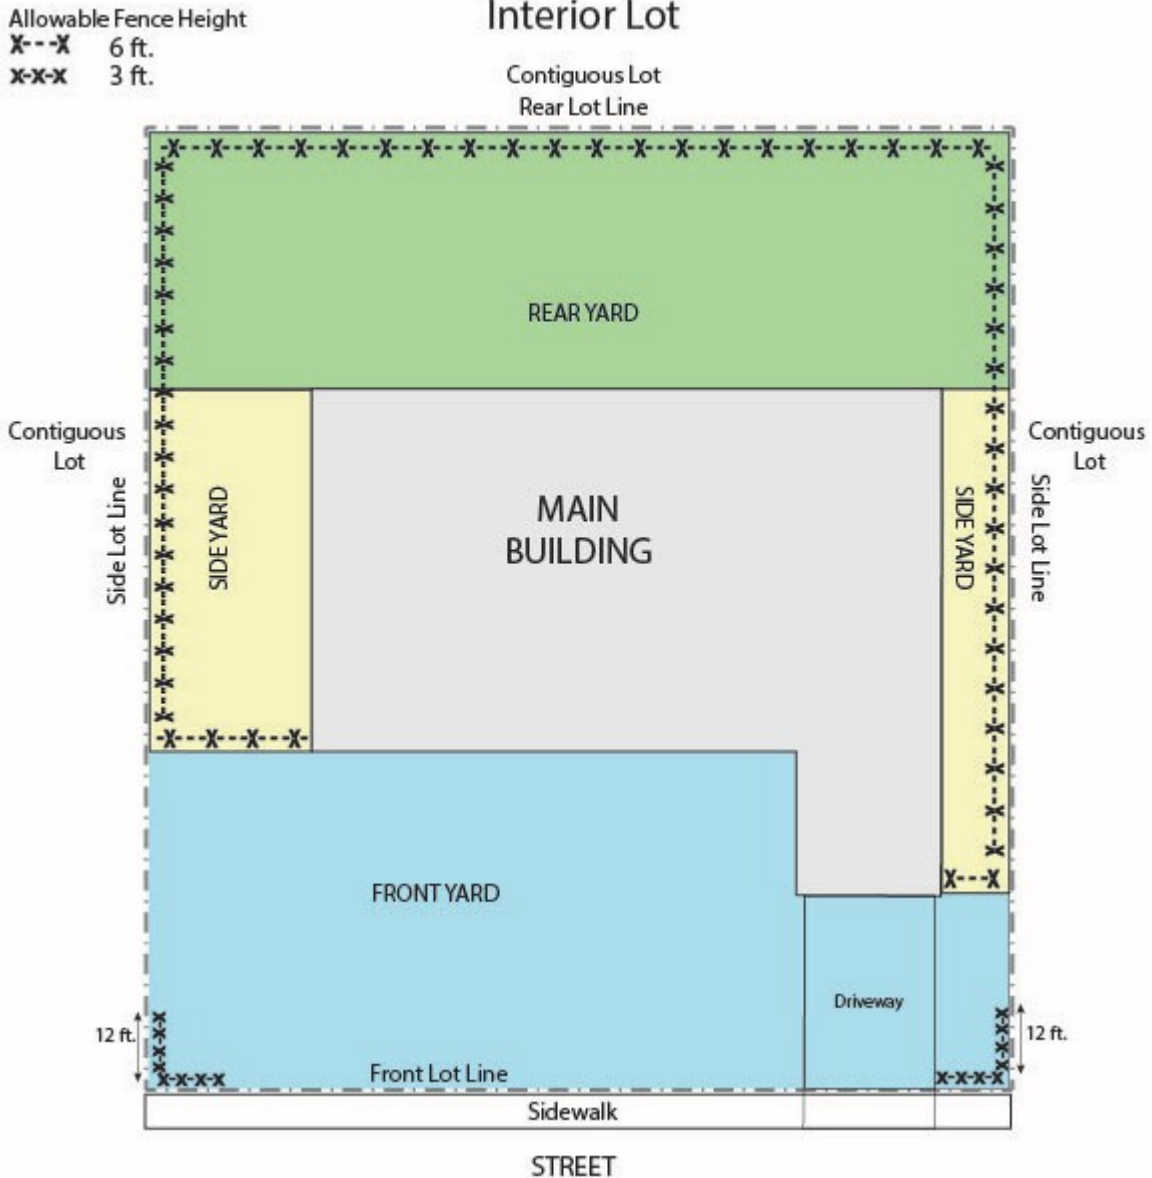 Interior Lot
Allowable Fence Height
X---X 6 ft.
x-x-x 3 ft.
Contiguous Lot
Rear Lot Line
REAR YARD
Contiguous
Lot
Side Lot Line
SIDE YARD
MAIN
BUILDING
SIDE YARD
Side Lot Line
Contiguous
Lot
FRONT YARD
Driveway
12 ft.
12 ft.
Front Lot Line
Sidewalk
STREET